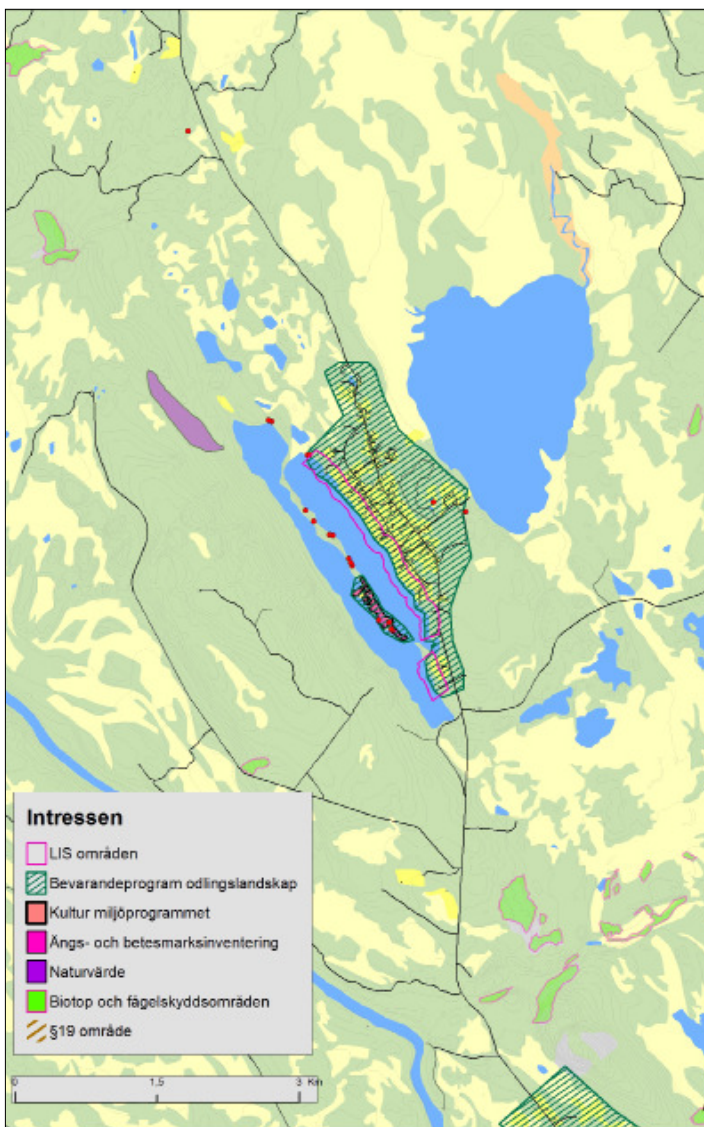 Intressen
LIS områden
Bevarandeprogram odlingslandskap
Kultur miljöprogrammet
Ängs- och betesmarksinventering
Naturvärde
Biotop och fågelskyddsområden
§19 område
0 1,5 3 Km